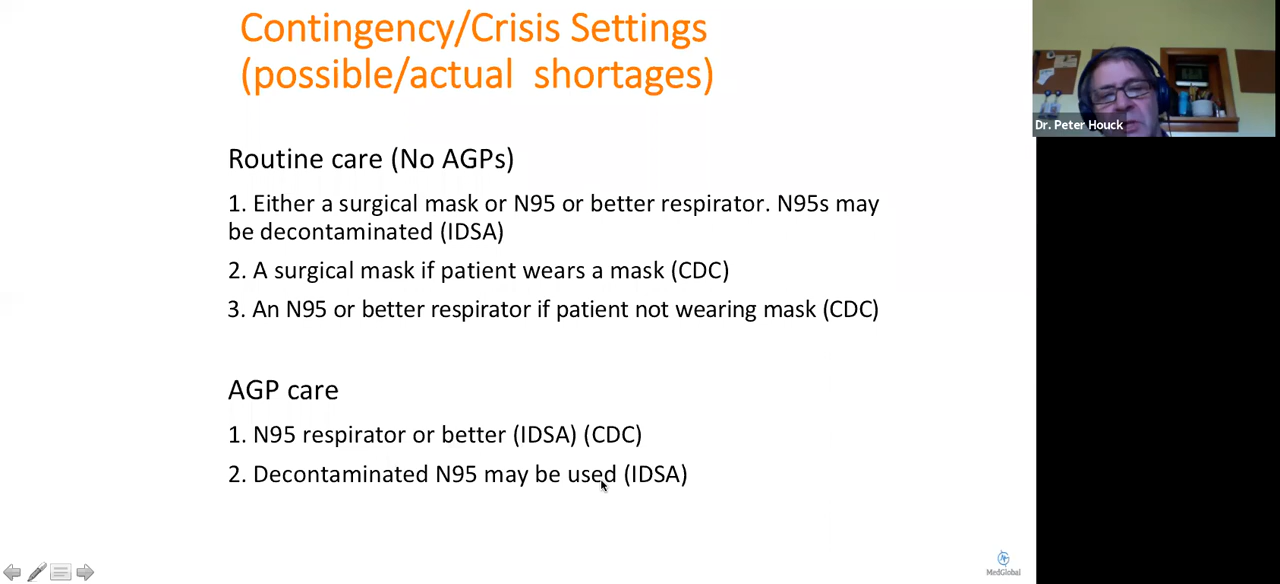 Contingency/Crisis Settings
(possible/actual shortages)
Routine care (No AGPs)
1. Either a surgical mask or N95 or better respirator. N95s may
be decontaminated (IDSA)
2. A surgical mask if patient wears a mask (CDC)
3. An N95 or better respirator if patient not wearing mask (CDC)
AGP care
1. N95 respirator or better (IDSA) (CDC)
2. Decontaminated N95 may be used (IDSA)
MedGlobal
Dr. Peter Houck